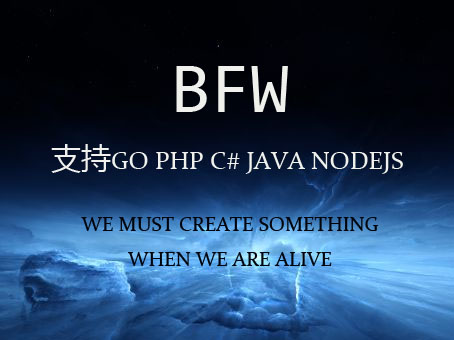 BFW
支持GO PHP C# JAVA NODEJS
WE MUST CREATE SOMETHING
WHEN WE ARE ALIVE